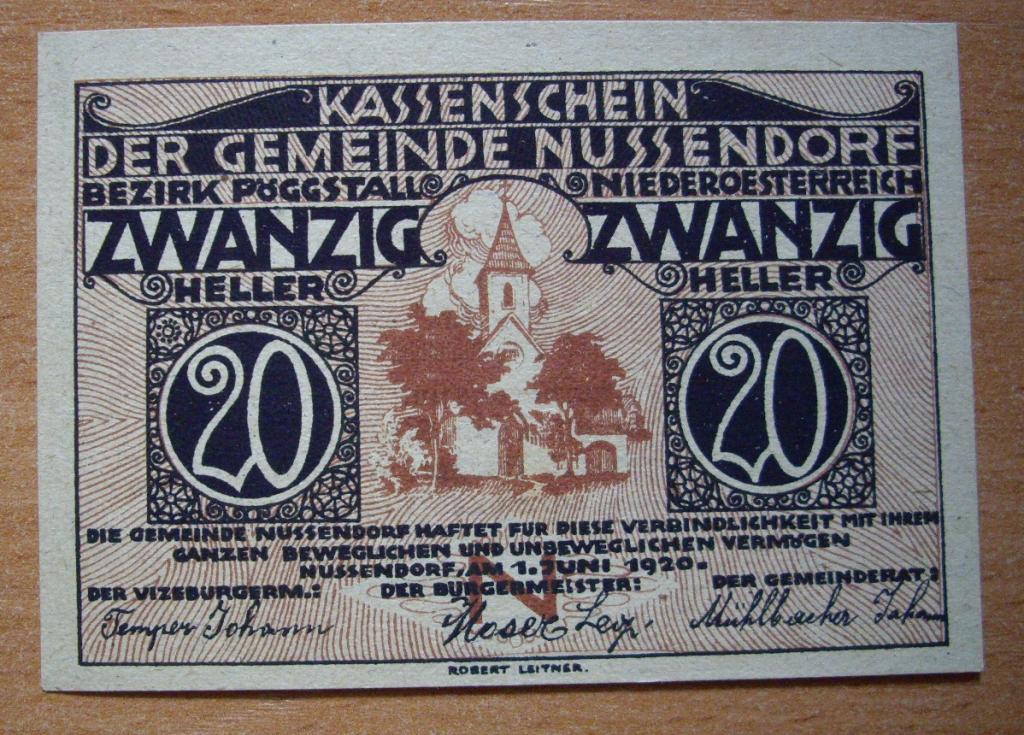 KASSENSCHEIN
DER GEMEINDE NUSSENDORF
BEZIRK PÖGGSTALL NIEDEROESTERREICH
ZWANZIG ZWANZIG
HELLER HELLER
20 20
DIE GEMEINDE NUSSENDORF HAFTET FÜR DIESE VERBINDLICHKEIT MIT IHREM
GANZEN BEWEGLICHEN UND UNBEWEGLICHEN VERMÖGEN
NUSSENDORF, AM 1. JUNI 1920.
DER VIZEBÜRGERM.: DER BÜRGERMEISTER: DER GEMEINDERAT:
N
Temper Johann Moser Leop. Mühlbacher Johann
ROBERT LEITNER.